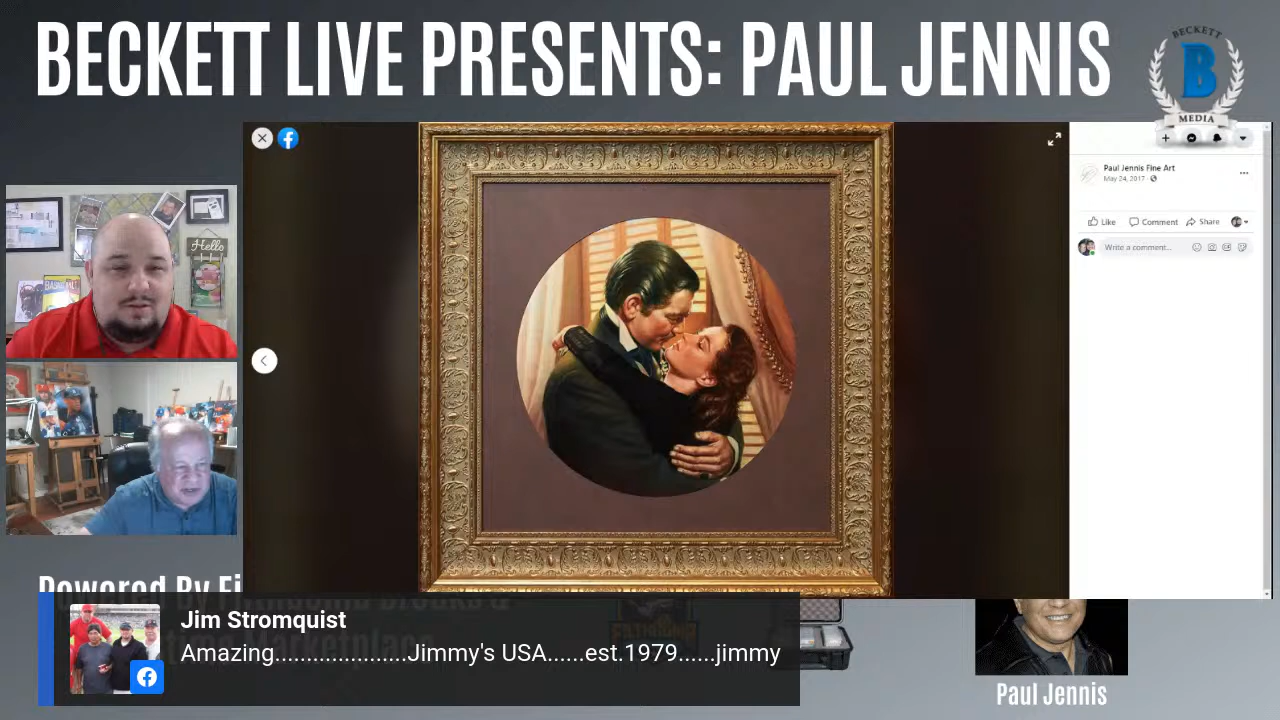 BECKETT LIVE PRESENTS: PAUL JENNIS
BECKETT
B
MEDIA
Paul Jennis Fine Art
May 24, 2017
Like Comment Share
Write a comment...
Hello
Powered By Fi
Jim Stromquist
Amazing.....................Jimmy's USA......est.1979......jimmy
Paul Jennis